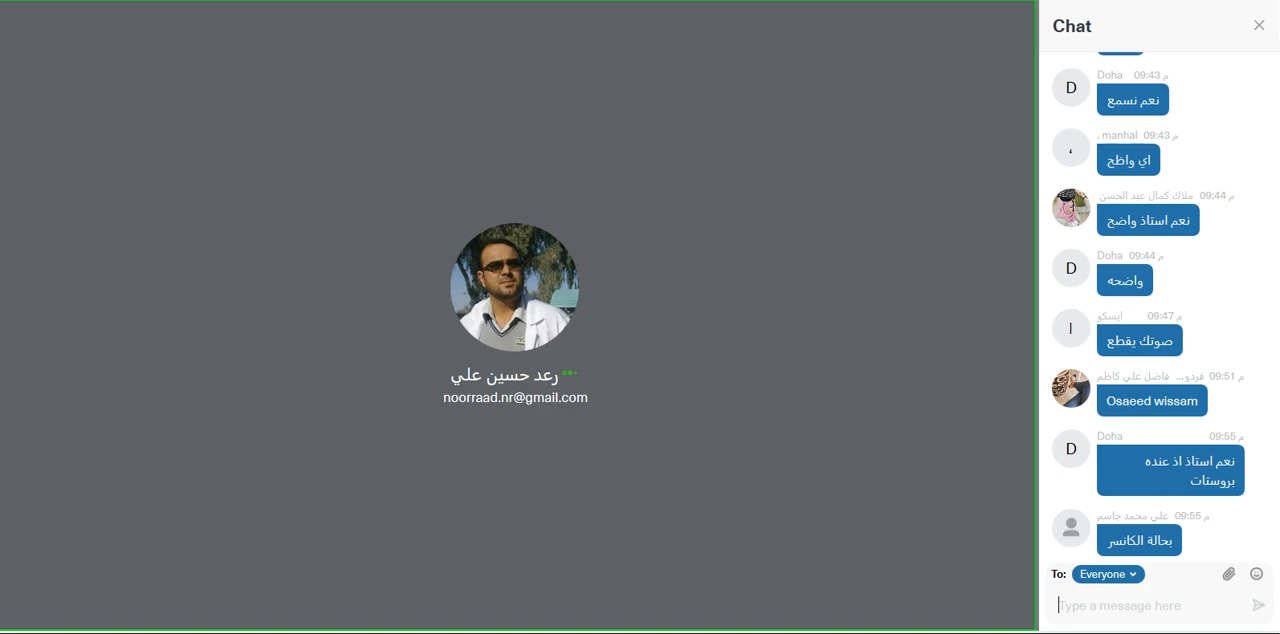 رعد حسين علي
noorraad.nr@gmail.com
Chat
Doha 09:43 م
D
نعم نسمع
، manhal 09:43 م
،
اي واظح
ملاك كمال عبد الحسن 09:44 م
نعم استاذ واضح
Doha 09:44 م
D
واضحه
ايسكو 09:47 م
ا
صوتك يقطع
فردو... فاضل علي كاظم 09:51 م
Osaeed wissam
Doha 09:55 م
D
نعم استاذ اذ عنده
بروستات
علي محمد جاسم 09:55 م
بحالة الكانسر
To: Everyone
Type a message here